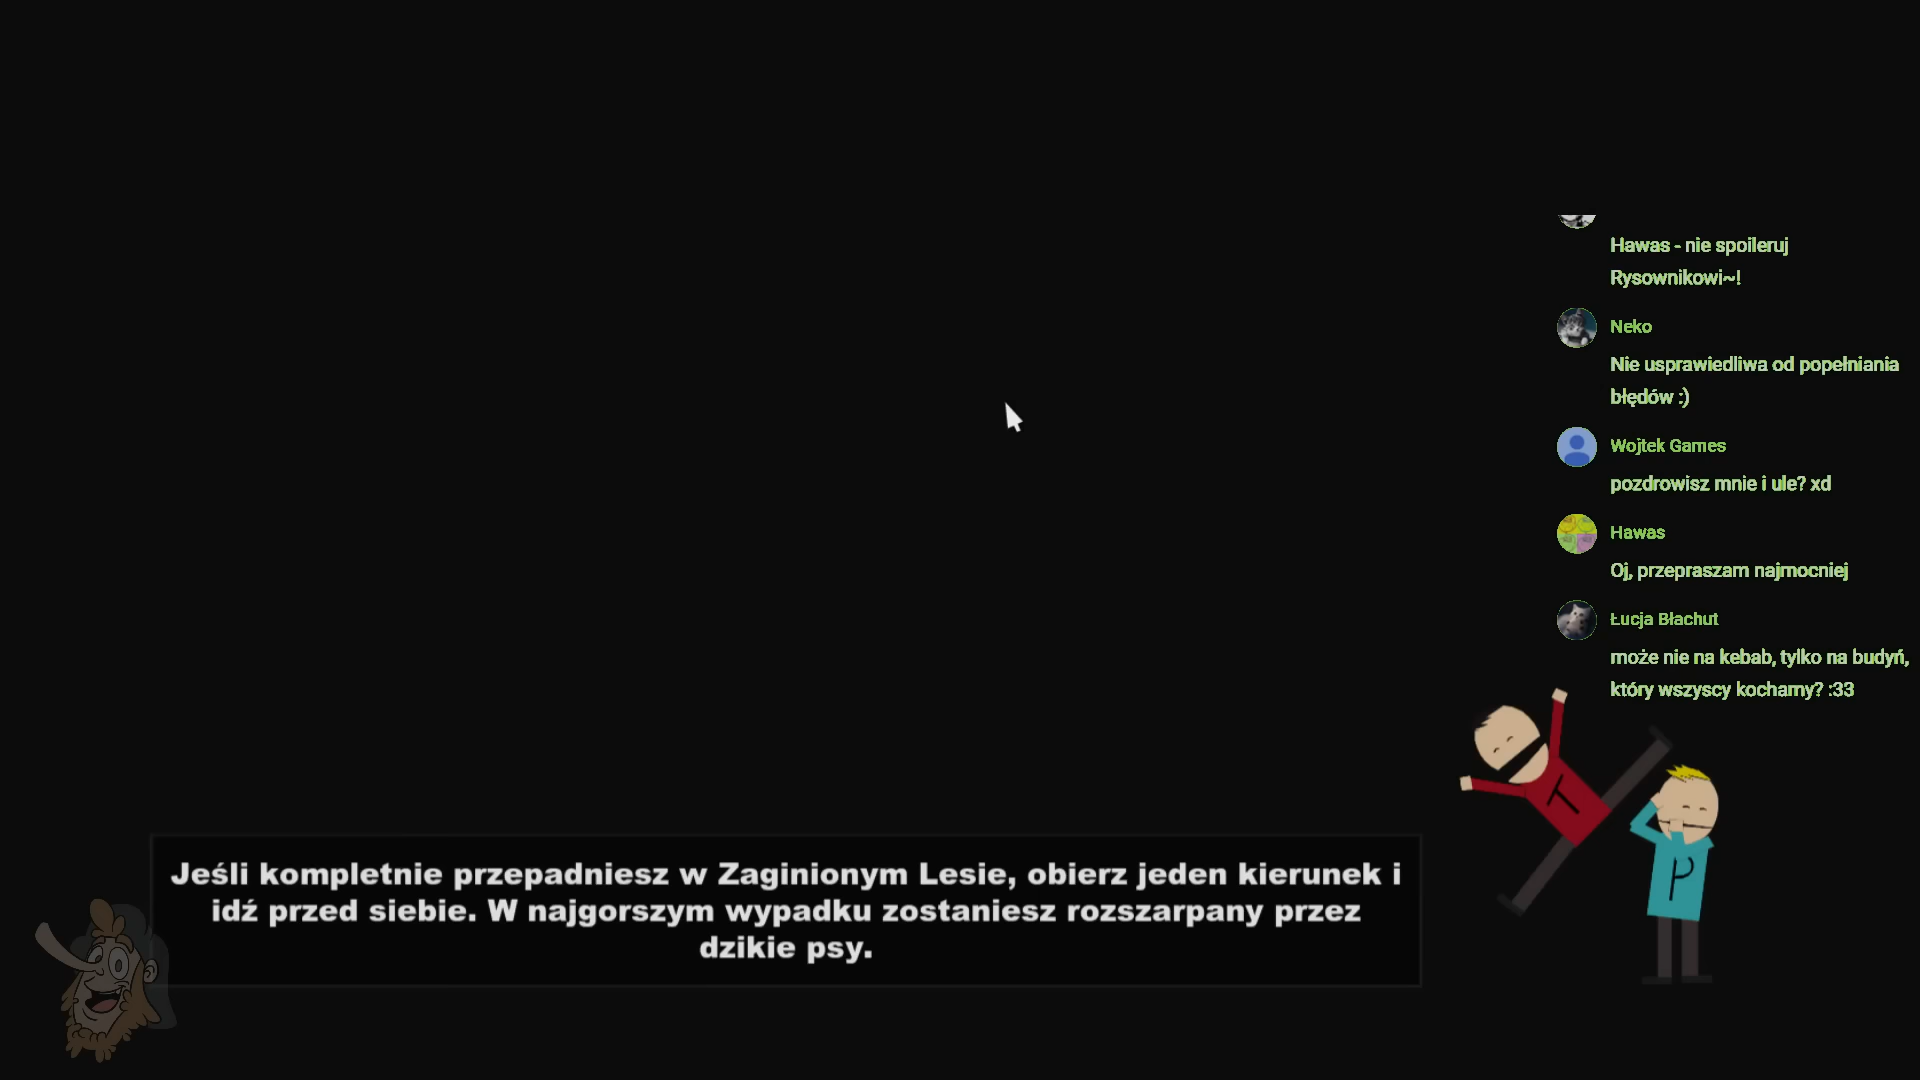 Hawas - nie spoileruj
Rysownikowi~!
Neko
Nie usprawiedliwa od popełniania
błędów :)
Wojtek Games
pozdrowisz mnie i ule? xd
Hawas
Oj, przepraszam najmocniej
Łucja Błachut
może nie na kebab, tylko na budyń,
który wszyscy kochamy? :33
T
P
Jeśli kompletnie przepadniesz w Zaginionym Lesie, obierz jeden kierunek i
idź przed siebie. W najgorszym wypadku zostaniesz rozszarpany przez
dzikie psy.